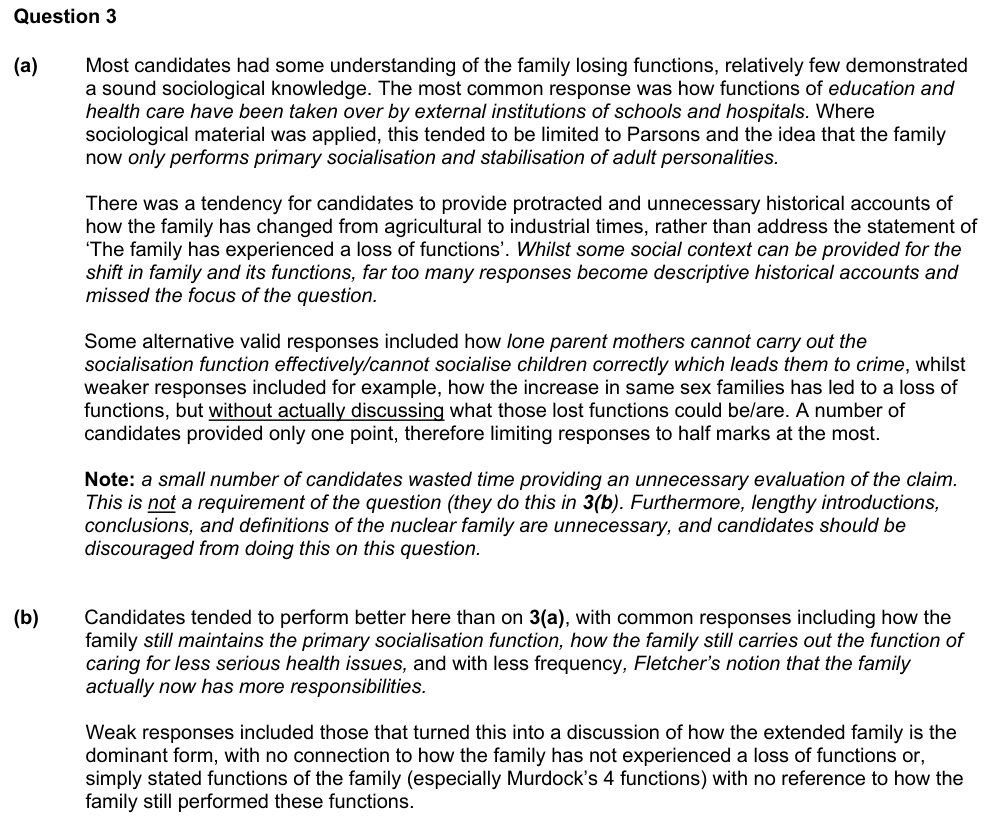 Question 3
(a) Most candidates had some understanding of the family losing functions, relatively few demonstrated
a sound sociological knowledge. The most common response was how functions of education and
health care have been taken over by external institutions of schools and hospitals. Where
sociological material was applied, this tended to be limited to Parsons and the idea that the family
now only performs primary socialisation and stabilisation of adult personalities.
There was a tendency for candidates to provide protracted and unnecessary historical accounts of
how the family has changed from agricultural to industrial times, rather than address the statement of
‘The family has experienced a loss of functions’. Whilst some social context can be provided for the
shift in family and its functions, far too many responses become descriptive historical accounts and
missed the focus of the question.
Some alternative valid responses included how lone parent mothers cannot carry out the
socialisation function effectively/cannot socialise children correctly which leads them to crime, whilst
weaker responses included for example, how the increase in same sex families has led to a loss of
functions, but without actually discussing what those lost functions could be/are. A number of
candidates provided only one point, therefore limiting responses to half marks at the most.
Note: a small number of candidates wasted time providing an unnecessary evaluation of the claim.
This is not a requirement of the question (they do this in 3(b). Furthermore, lengthy introductions,
conclusions, and definitions of the nuclear family are unnecessary, and candidates should be
discouraged from doing this on this question.
(b) Candidates tended to perform better here than on 3(a), with common responses including how the
family still maintains the primary socialisation function, how the family still carries out the function of
caring for less serious health issues, and with less frequency, Fletcher’s notion that the family
actually now has more responsibilities.
Weak responses included those that turned this into a discussion of how the extended family is the
dominant form, with no connection to how the family has not experienced a loss of functions or,
simply stated functions of the family (especially Murdock’s 4 functions) with no reference to how the
family still performed these functions.